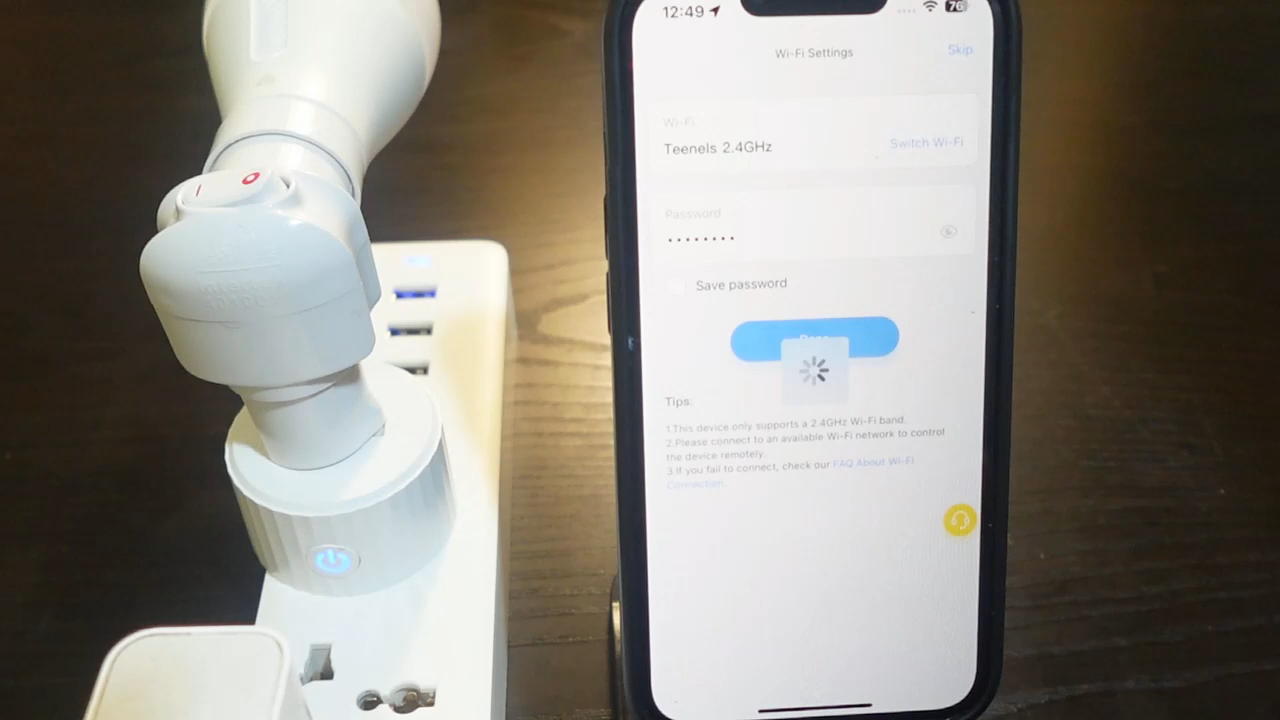 12:49
76
Wi-Fi Settings
Skip
Wi-Fi
Teenels 2.4GHz
Switch Wi-Fi
Password
••••••••
Save password
Tips:
1.This device only supports a 2.4GHz Wi-Fi band.
2.Please connect to an available Wi-Fi network to control
the device remotely.
3.If you fail to connect, check our FAQ About Wi-Fi
Connection.